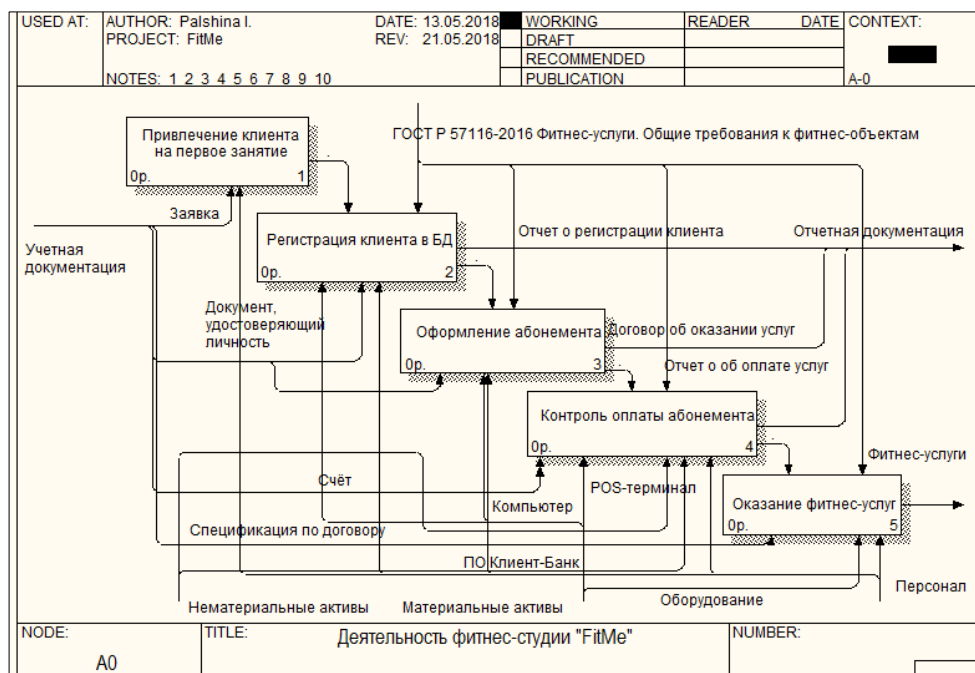 USED AT:
AUTHOR: Palshina I.
DATE: 13.05.2018
PROJECT: FitMe
REV: 21.05.2018
NOTES: 1 2 3 4 5 6 7 8 9 10
WORKING
DRAFT
RECOMMENDED
PUBLICATION
READER
DATE
CONTEXT:
A-0
ГОСТ Р 57116-2016 Фитнес-услуги. Общие требования к фитнес-объектам
Привлечение клиента
на первое занятие
0р.
1
Заявка
Учетная
документация
Регистрация клиента в БД
0р.
2
Отчет о регистрации клиента
Отчетная документация
Документ,
удостоверяющий
личность
Оформление абонемента
0р.
3
Договор об оказании услуг
Отчет о об оплате услуг
Контроль оплаты абонемента
0р.
4
Фитнес-услуги
Счёт
POS-терминал
Компьютер
Оказание фитнес-услуг
0р.
5
Спецификация по договору
ПО Клиент-Банк
Нематериальные активы
Материальные активы
Оборудование
Персонал
NODE:
A0
TITLE:
Деятельность фитнес-студии "FitMe"
NUMBER: